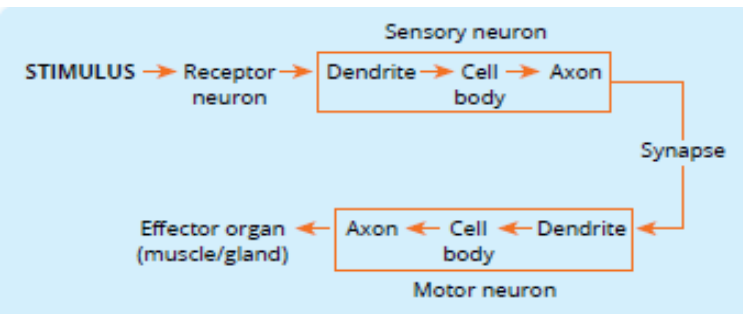 Sensory neuron
STIMULUS Receptor neuron Dendrite Cell body Axon
Synapse
Effector organ (muscle/gland) Axon Cell body Dendrite
Motor neuron